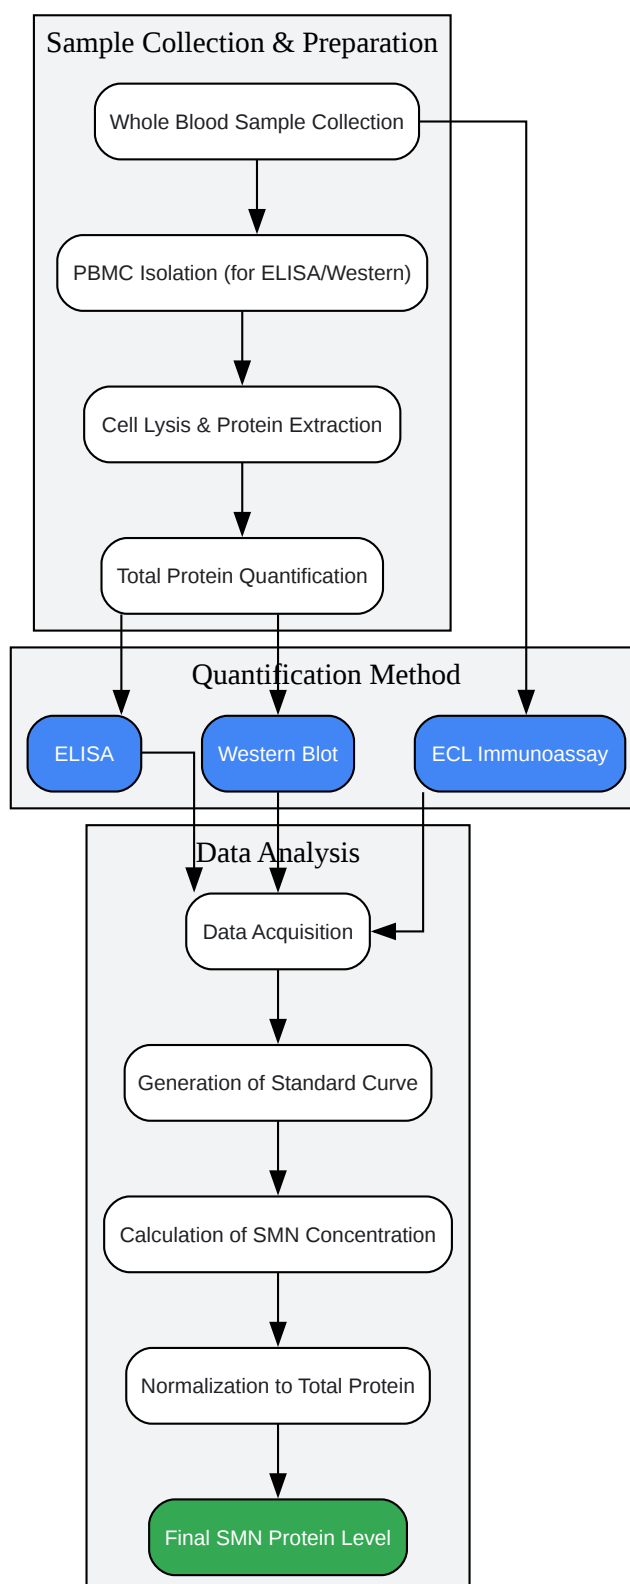 Sample Collection & Preparation
Whole Blood Sample Collection
PBMC Isolation (for ELISA/Western)
Cell Lysis & Protein Extraction
Total Protein Quantification
Quantification Method
ELISA
Western Blot
ECL Immunoassay
Data Analysis
Data Acquisition
Generation of Standard Curve
Calculation of SMN Concentration
Normalization to Total Protein
Final SMN Protein Level